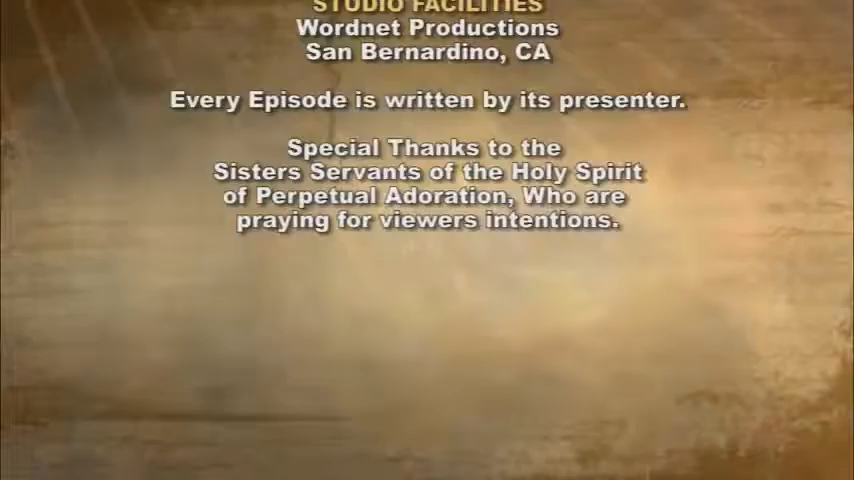 STUDIO FACILITIES
Wordnet Productions
San Bernardino, CA
Every Episode is written by its presenter.
Special Thanks to the
Sisters Servants of the Holy Spirit
of Perpetual Adoration, Who are
praying for viewers intentions.